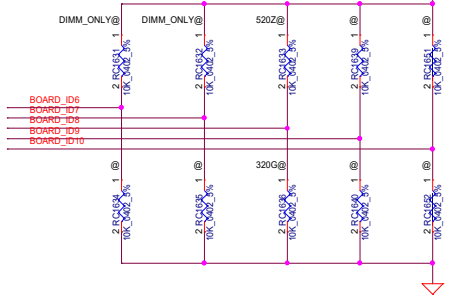 DIMM_ONLY@
DIMM_ONLY@
520Z@
@
@
1
1
1
1
1
RC1631
10K_0402_5%
RC1632
10K_0402_5%
RC1633
10K_0402_5%
RC1639
10K_0402_5%
RC1651
10K_0402_5%
2
2
2
2
2
BOARD_ID6
BOARD_ID7
BOARD_ID8
BOARD_ID9
BOARD_ID10
@
@
320G@
@
@
1
1
1
1
1
RC1634
10K_0402_5%
RC1635
10K_0402_5%
RC1636
10K_0402_5%
RC1640
10K_0402_5%
RC1652
10K_0402_5%
2
2
2
2
2